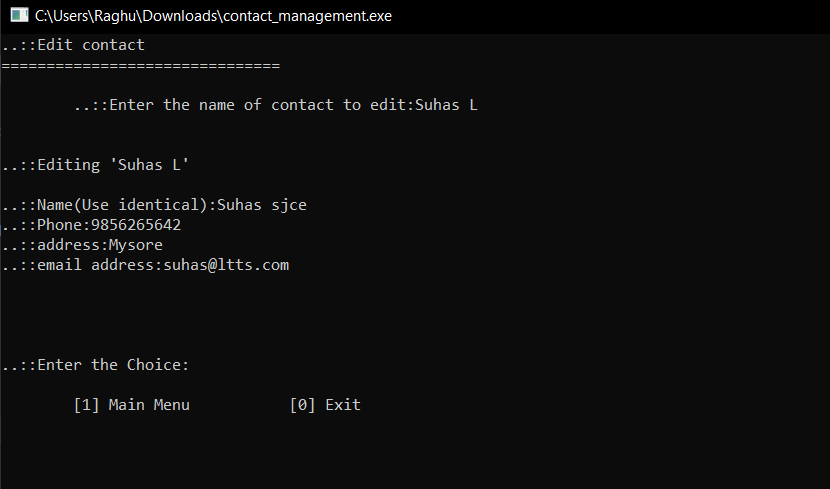 C:\Users\Raghu\Downloads\contact_management.exe
..::Edit contact
===============================
..::Enter the name of contact to edit:Suhas L
..::Editing 'Suhas L'
..::Name(Use identical):Suhas sjce
..::Phone:9856265642
..::address:Mysore
..::email address:suhas@ltts.com
..::Enter the Choice:
[1] Main Menu [0] Exit